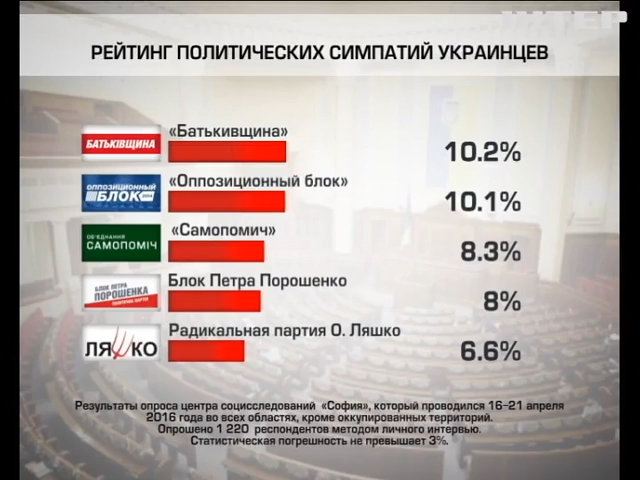 ИНТЕР
РЕЙТИНГ ПОЛИТИЧЕСКИХ СИМПАТИЙ УКРАИНЦЕВ
БАТЬКІВЩИНА
«Батькивщина»
10.2%
ОППОЗИЦИОННЫЙ
БЛОК
«Оппозиционный блок»
10.1%
ОБ'ЄДНАННЯ
САМОПОМІЧ
«Самопомич»
8.3%
БЛОК ПЕТРА
ПОРОШЕНКА
Блок Петра Порошенко
8%
ЛЯШКО
Радикальная партия О. Ляшко
6.6%
Результаты опроса центра социсследований «София», который проводился 16–21 апреля
2016 года во всех областях, кроме оккупированных территорий.
Опрошено 1 220 респондентов методом личного интервью.
Статистическая погрешность не превышает 3%.